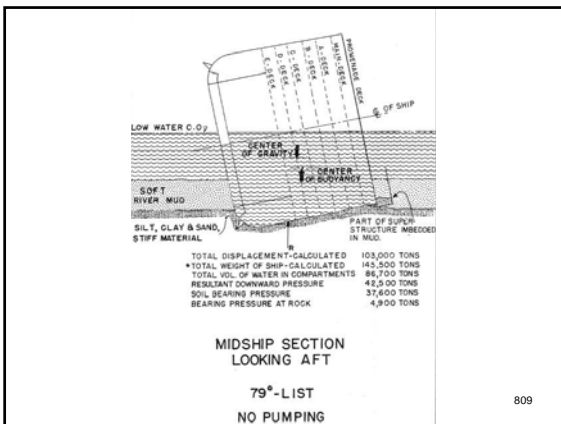 E-DECK
D-DECK
C-DECK
B-DECK
A-DECK
MAIN-DECK
PROMENADE DECK
℄ OF SHIP
LOW WATER
CENTER
OF GRAVITY
CENTER
OF BUOYANCY
SOFT
RIVER MUD
SILT, CLAY & SAND,
STIFF MATERIAL
R
PART OF SUPER-
STRUCTURE IMBEDDED
IN MUD.
TOTAL DISPLACEMENT-CALCULATED 103,000 TONS
*TOTAL WEIGHT OF SHIP-CALCULATED 145,500 TONS
TOTAL VOL. OF WATER IN COMPARTMENTS 86,700 TONS
RESULTANT DOWNWARD PRESSURE 42,500 TONS
SOIL BEARING PRESSURE 37,600 TONS
BEARING PRESSURE AT ROCK 4,900 TONS
MIDSHIP SECTION
LOOKING AFT
79°-LIST
NO PUMPING
809